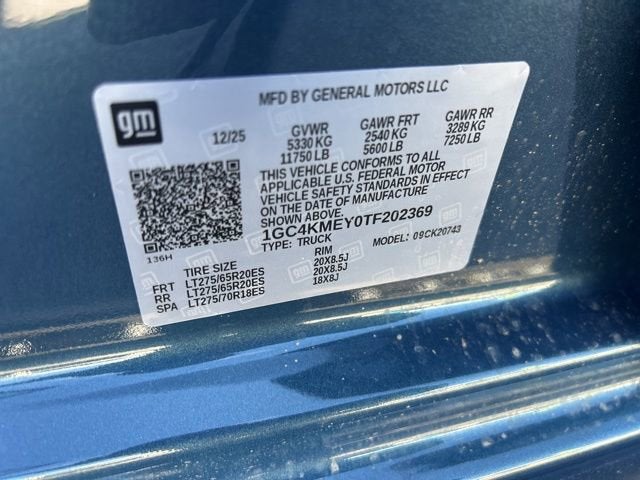 MFD BY GENERAL MOTORS LLC
gm
12/25
GVWR
5330 KG
11750 LB
GAWR FRT
2540 KG
5600 LB
GAWR RR
3289 KG
7250 LB
THIS VEHICLE CONFORMS TO ALL
APPLICABLE U.S. FEDERAL MOTOR
VEHICLE SAFETY STANDARDS IN EFFECT
ON THE DATE OF MANUFACTURE
SHOWN ABOVE.
1GC4KMEY0TF202369
TYPE: TRUCK MODEL: 09CK20743
136H
TIRE SIZE RIM
FRT LT275/65R20ES 20X8.5J
RR LT275/65R20ES 20X8.5J
SPA LT275/70R18ES 18X8J